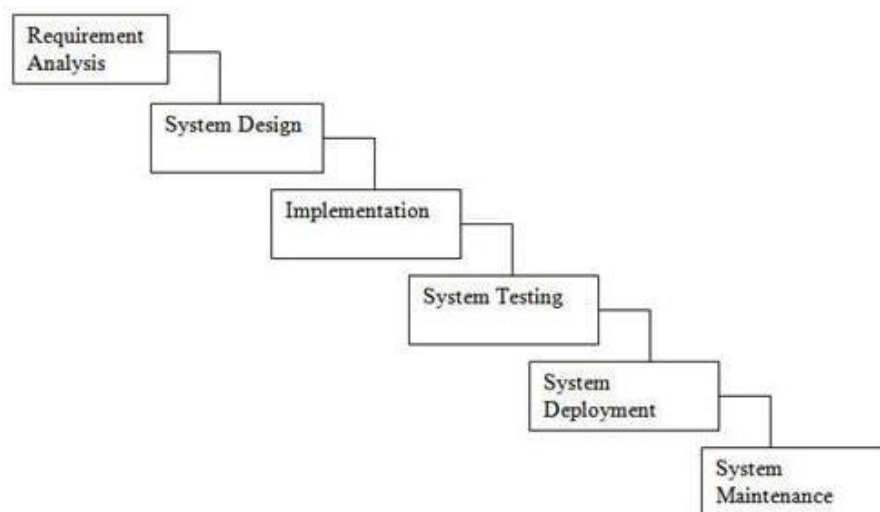 Requirement
Analysis
System Design
Implementation
System Testing
System
Deployment
System
Maintenance